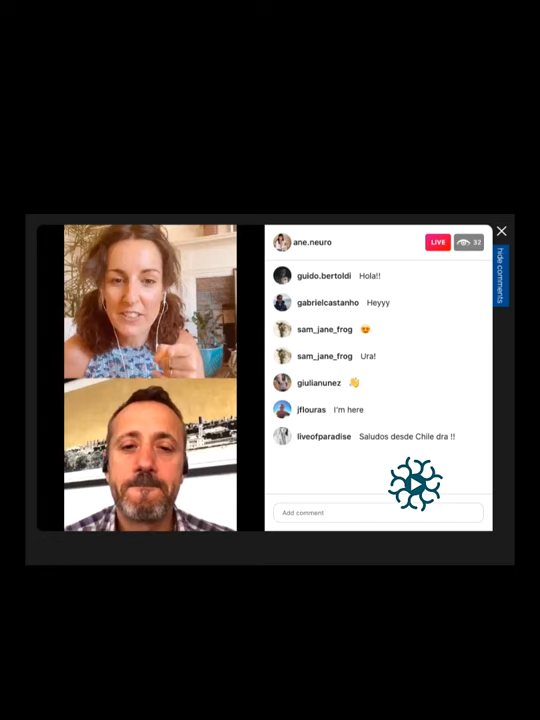 ane.neuro LIVE 32
hide comments
guido.bertoldi Hola!!
gabrielcastanho Heyyy
sam_jane_frog 😍
sam_jane_frog Ura!
giulianunez 👋
jflouras I'm here
liveofparadise Saludos desde Chile dra !!
Add comment